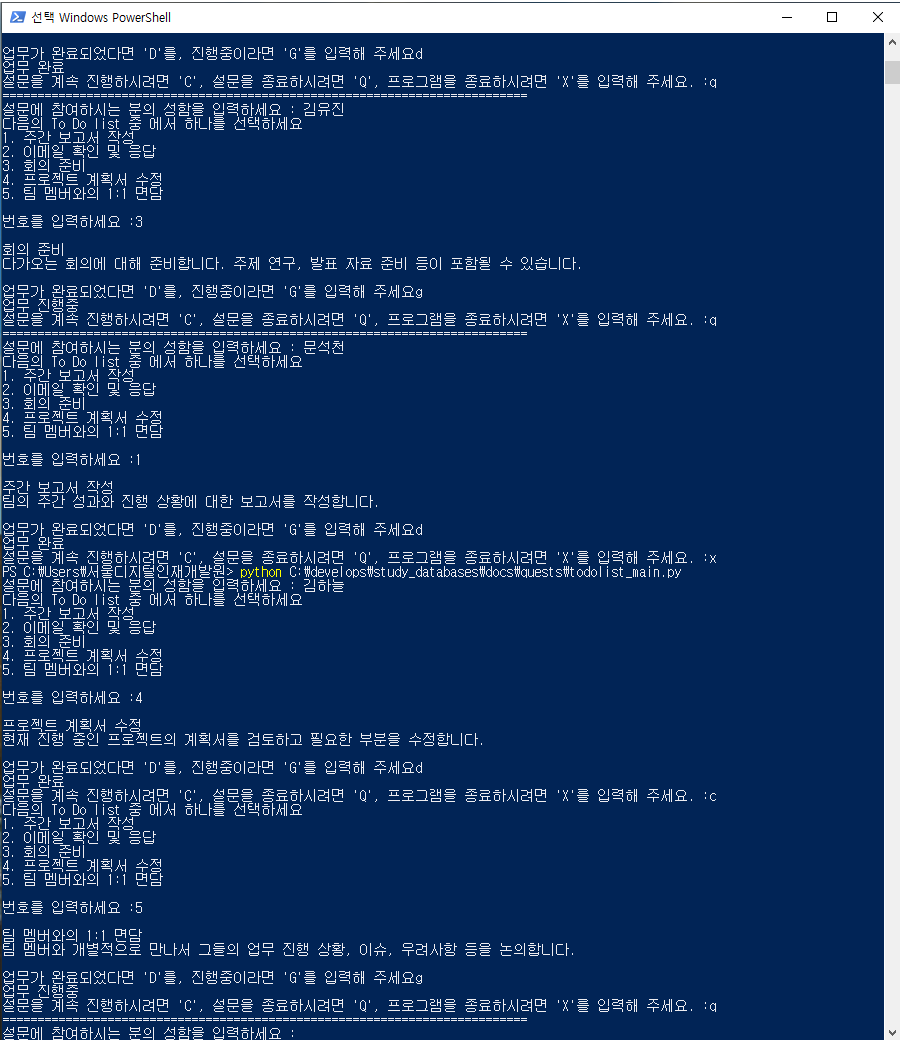 선택 Windows PowerShell
업무가 완료되었다면 'D'를, 진행중이라면 'G'를 입력해 주세요d
업무 완료
설문을 계속 진행하시려면 'C', 설문을 종료하시려면 'Q', 프로그램을 종료하시려면 'X'를 입력해 주세요. :q
===========================================================================
설문에 참여하시는 분의 성함을 입력하세요 : 김유진
다음의 To Do list 중 에서 하나를 선택하세요
1. 주간 보고서 작성
2. 이메일 확인 및 응답
3. 회의 준비
4. 프로젝트 계획서 수정
5. 팀 멤버와의 1:1 면담
번호를 입력하세요 :3
회의 준비
다가오는 회의에 대해 준비합니다. 주제 연구, 발표 자료 준비 등이 포함될 수 있습니다.
업무가 완료되었다면 'D'를, 진행중이라면 'G'를 입력해 주세요g
업무 진행중
설문을 계속 진행하시려면 'C', 설문을 종료하시려면 'Q', 프로그램을 종료하시려면 'X'를 입력해 주세요. :q
===========================================================================
설문에 참여하시는 분의 성함을 입력하세요 : 문석천
다음의 To Do list 중 에서 하나를 선택하세요
1. 주간 보고서 작성
2. 이메일 확인 및 응답
3. 회의 준비
4. 프로젝트 계획서 수정
5. 팀 멤버와의 1:1 면담
번호를 입력하세요 :1
주간 보고서 작성
팀의 주간 성과와 진행 상황에 대한 보고서를 작성합니다.
업무가 완료되었다면 'D'를, 진행중이라면 'G'를 입력해 주세요d
업무 완료
설문을 계속 진행하시려면 'C', 설문을 종료하시려면 'Q', 프로그램을 종료하시려면 'X'를 입력해 주세요. :x
PS C:\Users\서울디지털인재개발원> python C:\develops\study_databases\docs\quests\todolist_main.py
설문에 참여하시는 분의 성함을 입력하세요 : 김하늘
다음의 To Do list 중 에서 하나를 선택하세요
1. 주간 보고서 작성
2. 이메일 확인 및 응답
3. 회의 준비
4. 프로젝트 계획서 수정
5. 팀 멤버와의 1:1 면담
번호를 입력하세요 :4
프로젝트 계획서 수정
현재 진행 중인 프로젝트의 계획서를 검토하고 필요한 부분을 수정합니다.
업무가 완료되었다면 'D'를, 진행중이라면 'G'를 입력해 주세요d
업무 완료
설문을 계속 진행하시려면 'C', 설문을 종료하시려면 'Q', 프로그램을 종료하시려면 'X'를 입력해 주세요. :c
다음의 To Do list 중 에서 하나를 선택하세요
1. 주간 보고서 작성
2. 이메일 확인 및 응답
3. 회의 준비
4. 프로젝트 계획서 수정
5. 팀 멤버와의 1:1 면담
번호를 입력하세요 :5
팀 멤버와의 1:1 면담
팀 멤버와 개별적으로 만나서 그들의 업무 진행 상황, 이슈, 우려사항 등을 논의합니다.
업무가 완료되었다면 'D'를, 진행중이라면 'G'를 입력해 주세요g
업무 진행중
설문을 계속 진행하시려면 'C', 설문을 종료하시려면 'Q', 프로그램을 종료하시려면 'X'를 입력해 주세요. :q
===========================================================================
설문에 참여하시는 분의 성함을 입력하세요 :